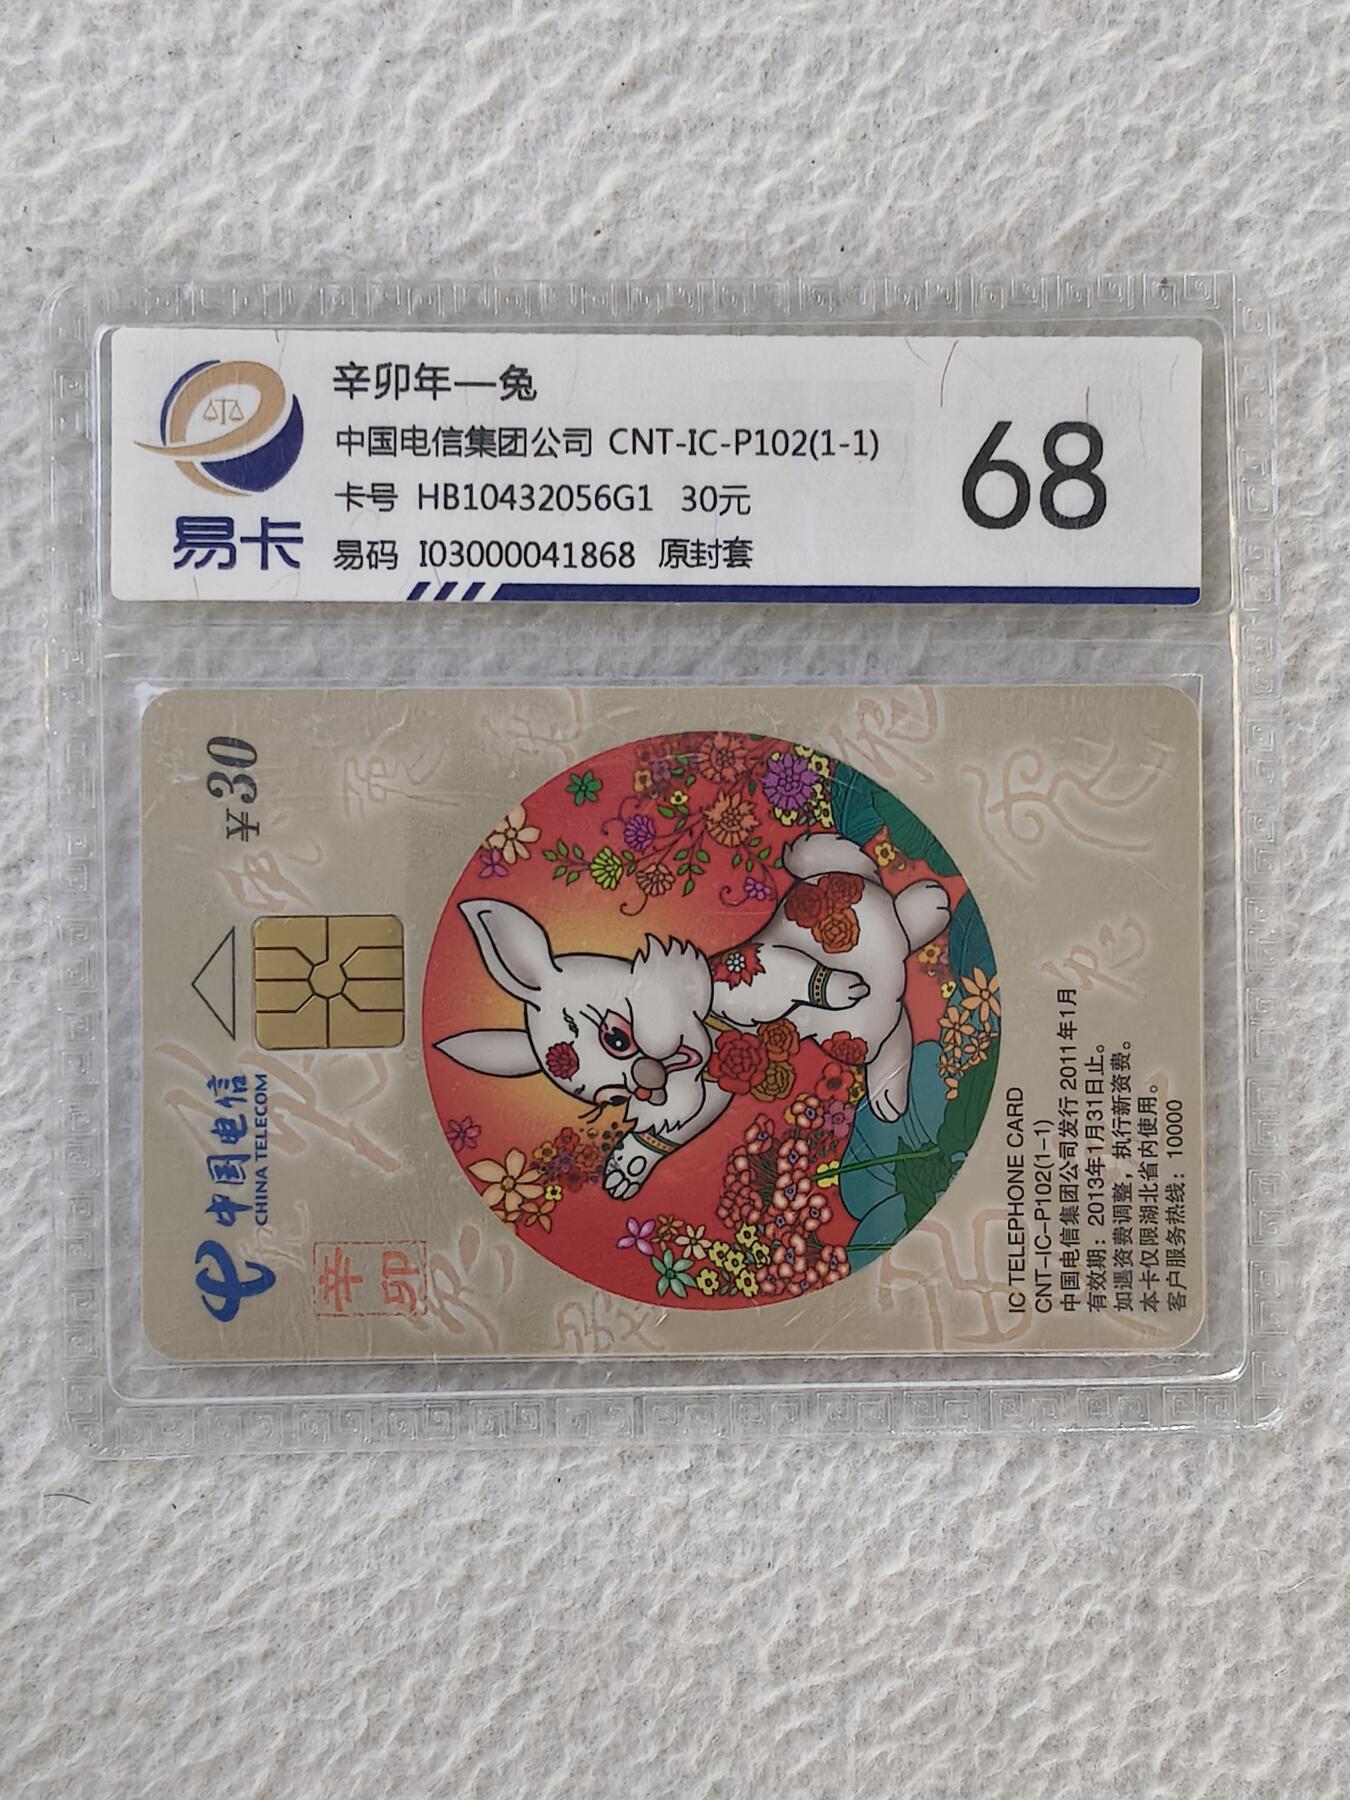 易卡
辛卯年—兔
中国电信集团公司 CNT-IC-P102(1-1)
卡号 HB10432056G1 30元
易码 I03000041868 原封套
68
中国电信
CHINA TELECOM
¥30
辛卯
IC TELEPHONE CARD
CNT-IC-P102(1-1)
中国电信集团公司发行 2011年1月
有效期：2013年1月31日止。
如遇资费调整，执行新资费。
本卡仅限湖北省内使用。
客户服务热线：10000